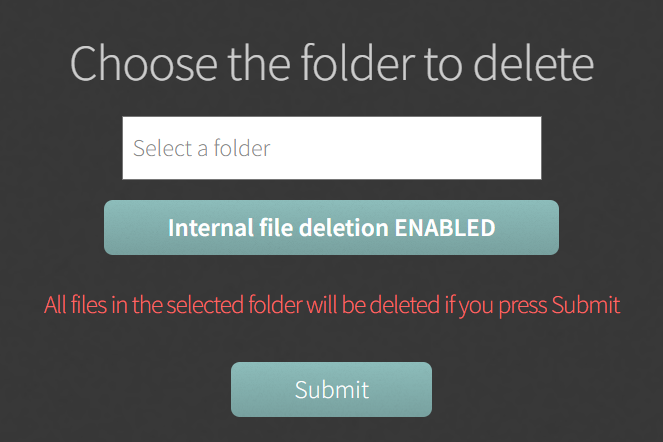 Choose the folder to delete
Select a folder
Internal file deletion ENABLED
All files in the selected folder will be deleted if you press Submit
Submit